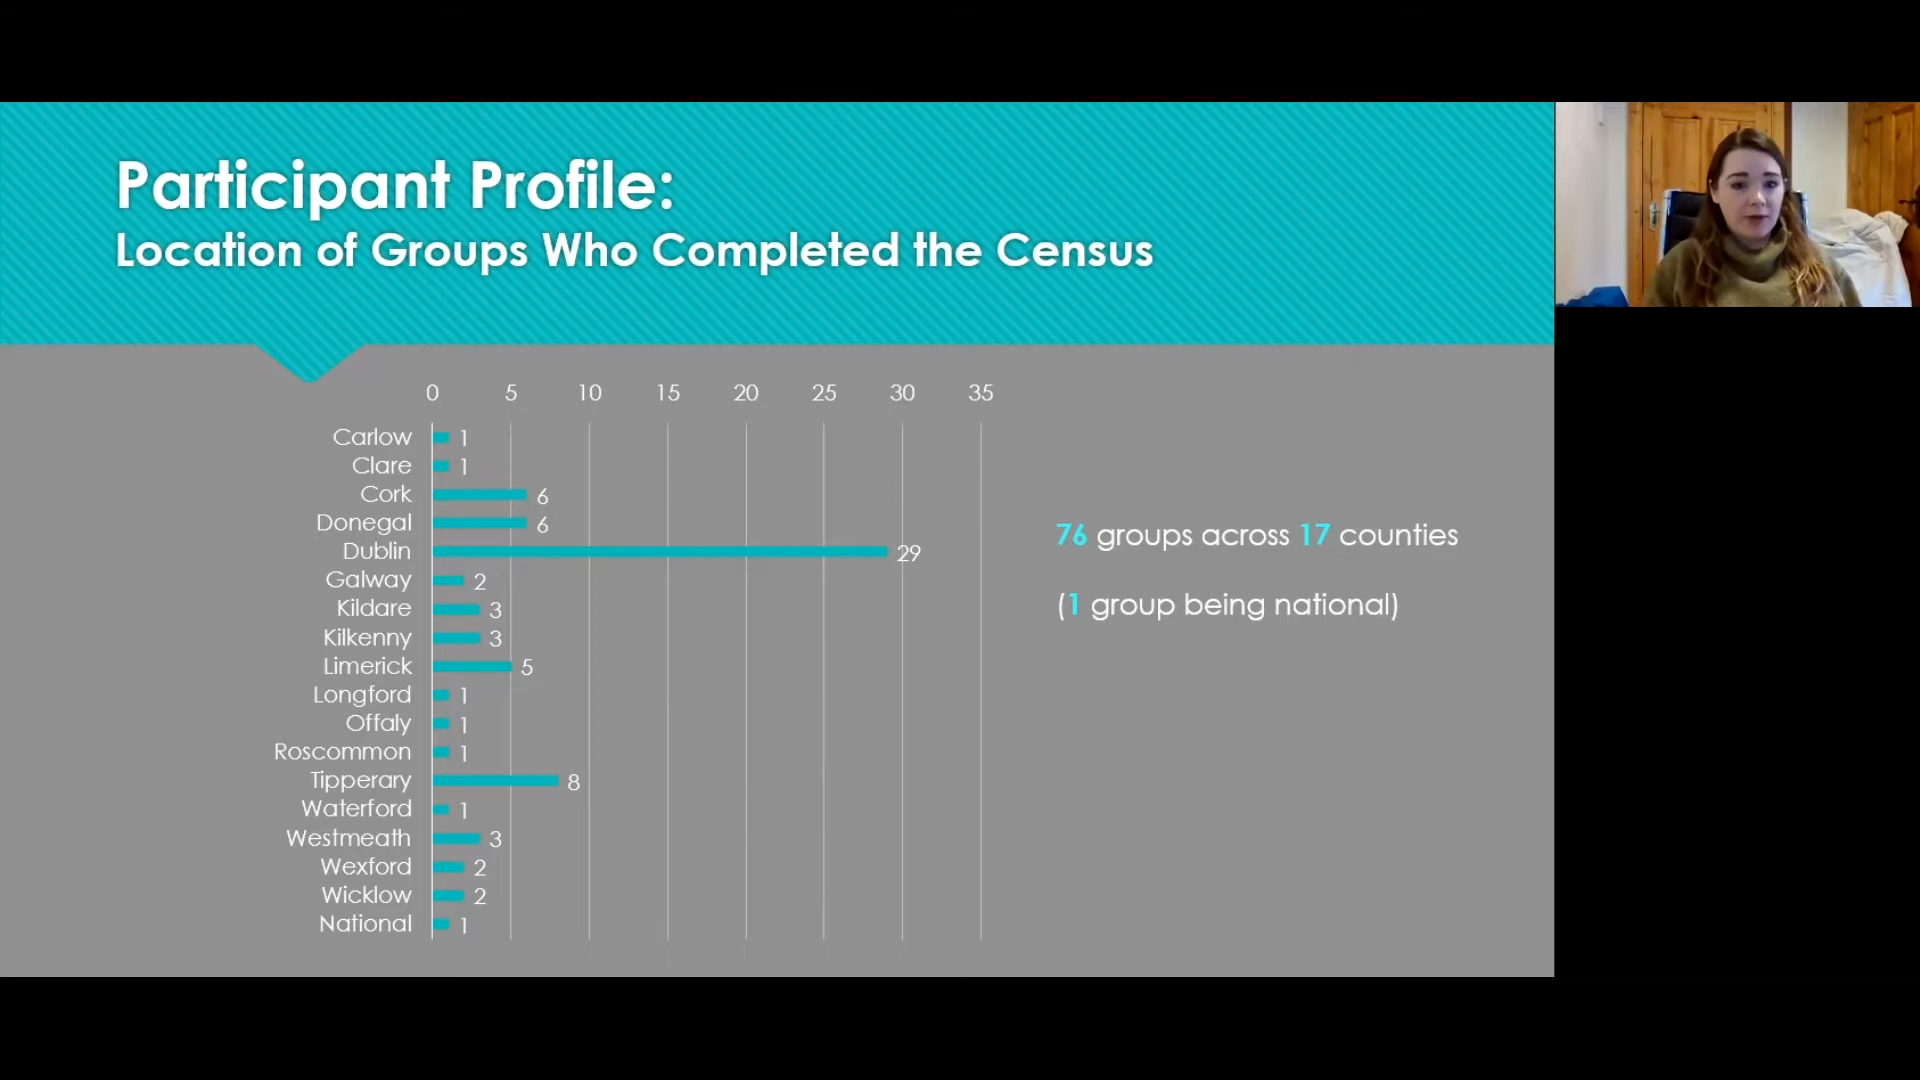 Participant Profile:
Location of Groups Who Completed the Census
0 5 10 15 20 25 30 35
Carlow 1
Clare 1
Cork 6
Donegal 6
Dublin 29
Galway 2
Kildare 3
Kilkenny 3
Limerick 5
Longford 1
Offaly 1
Roscommon 1
Tipperary 8
Waterford 1
Westmeath 3
Wexford 2
Wicklow 2
National 1
76 groups across 17 counties
(1 group being national)